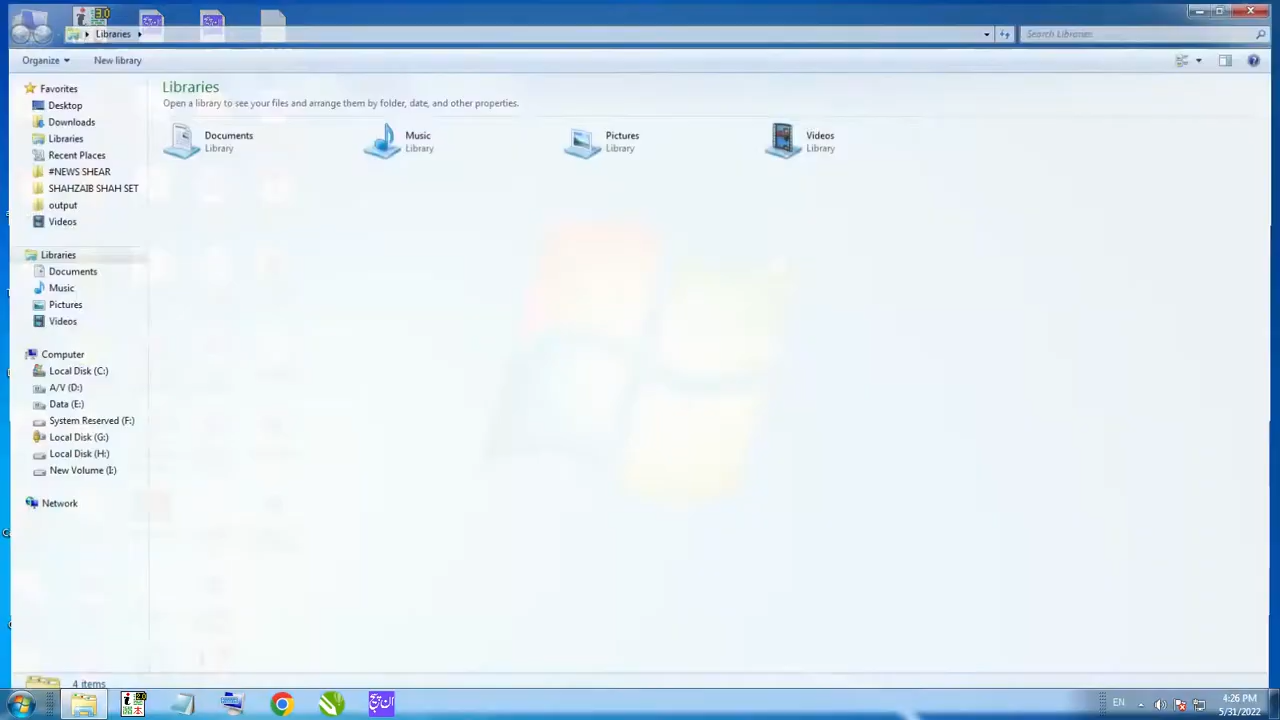 Libraries
Search Libraries
Organize
New library
Favorites
Desktop
Downloads
Libraries
Recent Places
#NEWS SHEAR
SHAHZAIB SHAH SET
output
Videos
Libraries
Documents
Music
Pictures
Videos
Computer
Local Disk (C:)
A/V (D:)
Data (E:)
System Reserved (F:)
Local Disk (G:)
Local Disk (H:)
New Volume (I:)
Network
Libraries
Open a library to see your files and arrange them by folder, date, and other properties.
Documents
Library
Music
Library
Pictures
Library
Videos
Library
4 items
EN
4:26 PM
5/31/2022